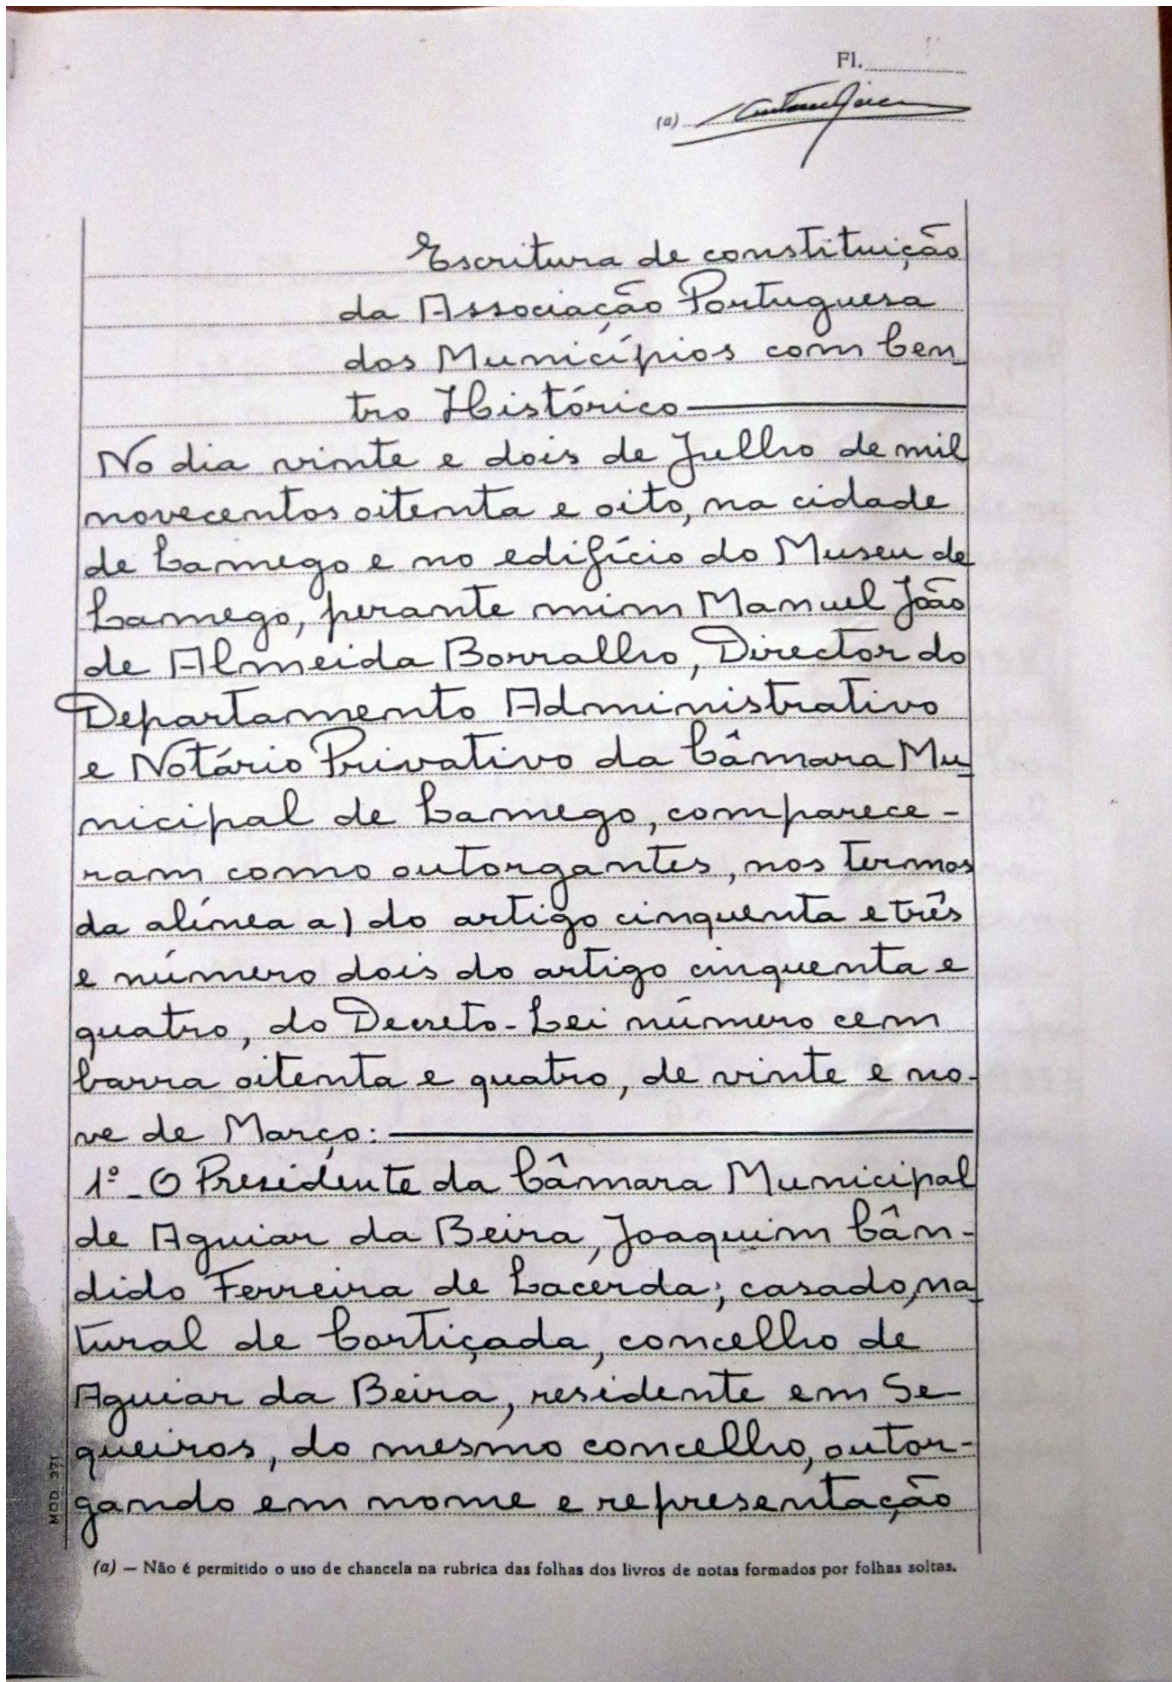 Fl.
(a)
Escritura de constituição
da Associação Portuguesa
dos Municípios com Cen-
tro Histórico
No dia vinte e dois de Julho de mil
novecentos oitenta e oito, na cidade
de Lamego e no edifício do Museu de
Lamego, perante mim Manuel João
de Almeida Borralho, Director do
Departamento Administrativo
e Notário Privativo da Câmara Mu-
nicipal de Lamego, comparece-
ram como outorgantes, nos termos
da alínea a) do artigo cinquenta e três
e número dois do artigo cinquenta e
quatro, do Decreto-Lei número cem
barra oitenta e quatro, de vinte e no-
ve de Março:
1º - O Presidente da Câmara Municipal
de Aguiar da Beira, Joaquim Cân-
dido Ferreira de Lacerda; casado, na-
tural de Cortiçada, concelho de
Aguiar da Beira, residente em Se-
queiros, do mesmo concelho, outor-
gando em nome e representação
MOD. 371
(a) — Não é permitido o uso de chancela na rubrica das folhas dos livros de notas formados por folhas soltas.